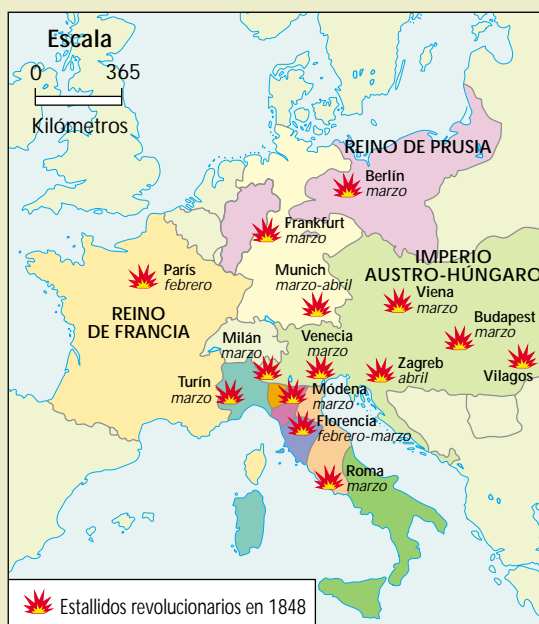 Escala
0 365
Kilómetros
REINO DE PRUSIA
Berlín
marzo
Frankfurt
marzo
París
febrero
REINO
DE FRANCIA
Munich
marzo-abril
IMPERIO
AUSTRO-HÚNGARO
Viena
marzo
Budapest
marzo
Vilagos
Milán
marzo
Venecia
marzo
Zagreb
abril
Turín
marzo
Módena
marzo
Florencia
febrero-marzo
Roma
marzo
Estallidos revolucionarios en 1848